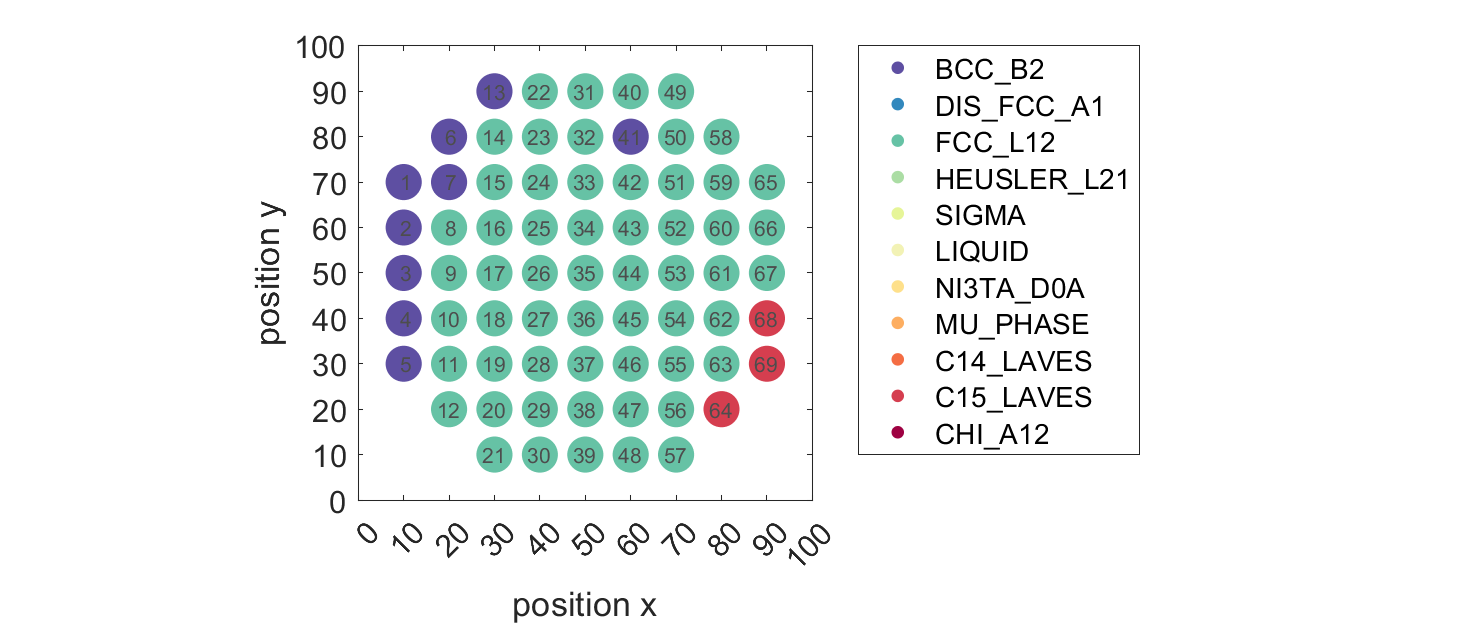 100
90 13 22 31 40 49
80 6 14 23 32 41 50 58
70 1 7 15 24 33 42 51 59 65
60 2 8 16 25 34 43 52 60 66
50 3 9 17 26 35 44 53 61 67
40 4 10 18 27 36 45 54 62 68
30 5 11 19 28 37 46 55 63 69
20 12 20 29 38 47 56 64
10 21 30 39 48 57
0
0 10 20 30 40 50 60 70 80 90 100
position x
position y
BCC_B2
DIS_FCC_A1
FCC_L12
HEUSLER_L21
SIGMA
LIQUID
NI3TA_D0A
MU_PHASE
C14_LAVES
C15_LAVES
CHI_A12